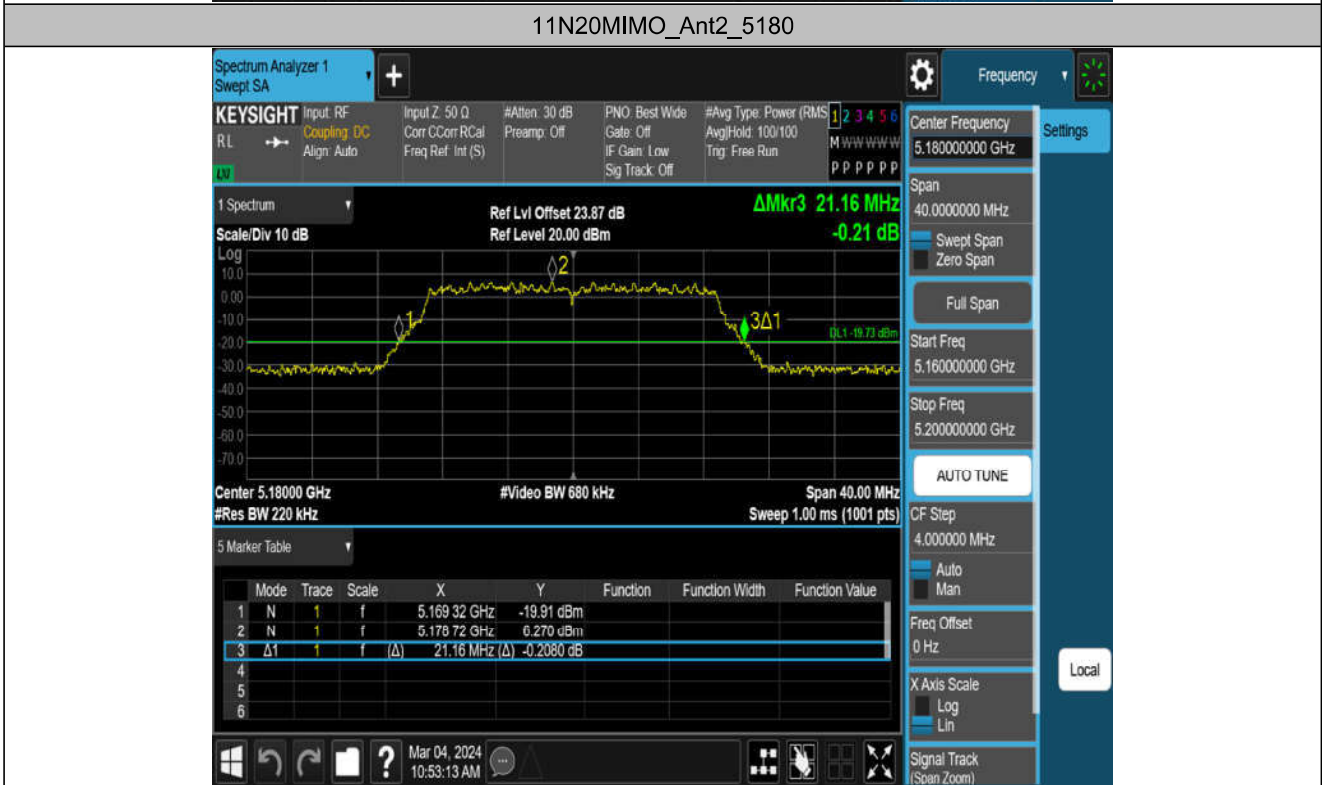 11N20MIMO_Ant2_5180
Spectrum Analyzer 1
Swept SA
+
Frequency
KEYSIGHT
RL
LXI
Input: RF
Coupling: DC
Align: Auto
Input Z: 50 Ω
Corr CCorr RCal
Freq Ref: Int (S)
#Atten: 30 dB
Preamp: Off
PNO: Best Wide
Gate: Off
IF Gain: Low
Sig Track: Off
#Avg Type: Power (RMS
Avg|Hold: 100/100
Trig: Free Run
1 2 3 4 5 6
M W W W W W
P P P P P P
1 Spectrum
Scale/Div 10 dB
Ref Lvl Offset 23.87 dB
Ref Level 20.00 dBm
ΔMkr3 21.16 MHz
-0.21 dB
Log
10.0
0.00
-10.0
-20.0
-30.0
-40.0
-50.0
-60.0
-70.0
1
2
3Δ1
DL1 -19.73 dBm
Center 5.18000 GHz
#Res BW 220 kHz
#Video BW 680 kHz
Span 40.00 MHz
Sweep 1.00 ms (1001 pts)
5 Marker Table
Mode Trace Scale X Y Function Function Width Function Value
1 N 1 f 5.169 32 GHz -19.91 dBm
2 N 1 f 5.178 72 GHz 6.270 dBm
3 Δ1 1 f (Δ) 21.16 MHz (Δ) -0.2080 dB
4
5
6
?
Mar 04, 2024
10:53:13 AM
Center Frequency
5.180000000 GHz
Settings
Span
40.0000000 MHz
Swept Span
Zero Span
Full Span
Start Freq
5.160000000 GHz
Stop Freq
5.200000000 GHz
AUTO TUNE
CF Step
4.000000 MHz
Auto
Man
Freq Offset
0 Hz
Local
X Axis Scale
Log
Lin
Signal Track
(Span Zoom)